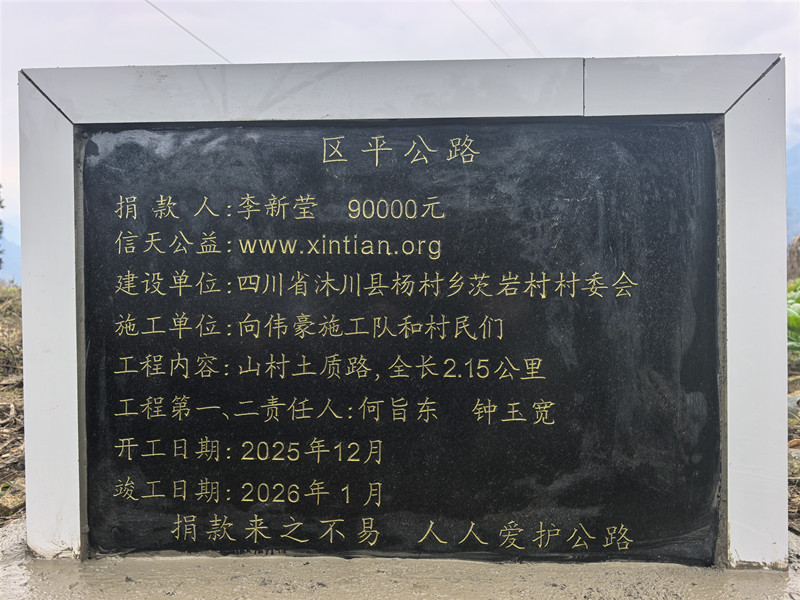 区平公路
捐款人:李新莹 90000元
信天公益:www.xintian.org
建设单位:四川省沐川县杨村乡茨岩村村委会
施工单位:向伟豪施工队和村民们
工程内容:山村土质路,全长2.15公里
工程第一、二责任人:何旨东 钟玉宽
开工日期:2025年12月
竣工日期:2026年1月
捐款来之不易 人人爱护公路